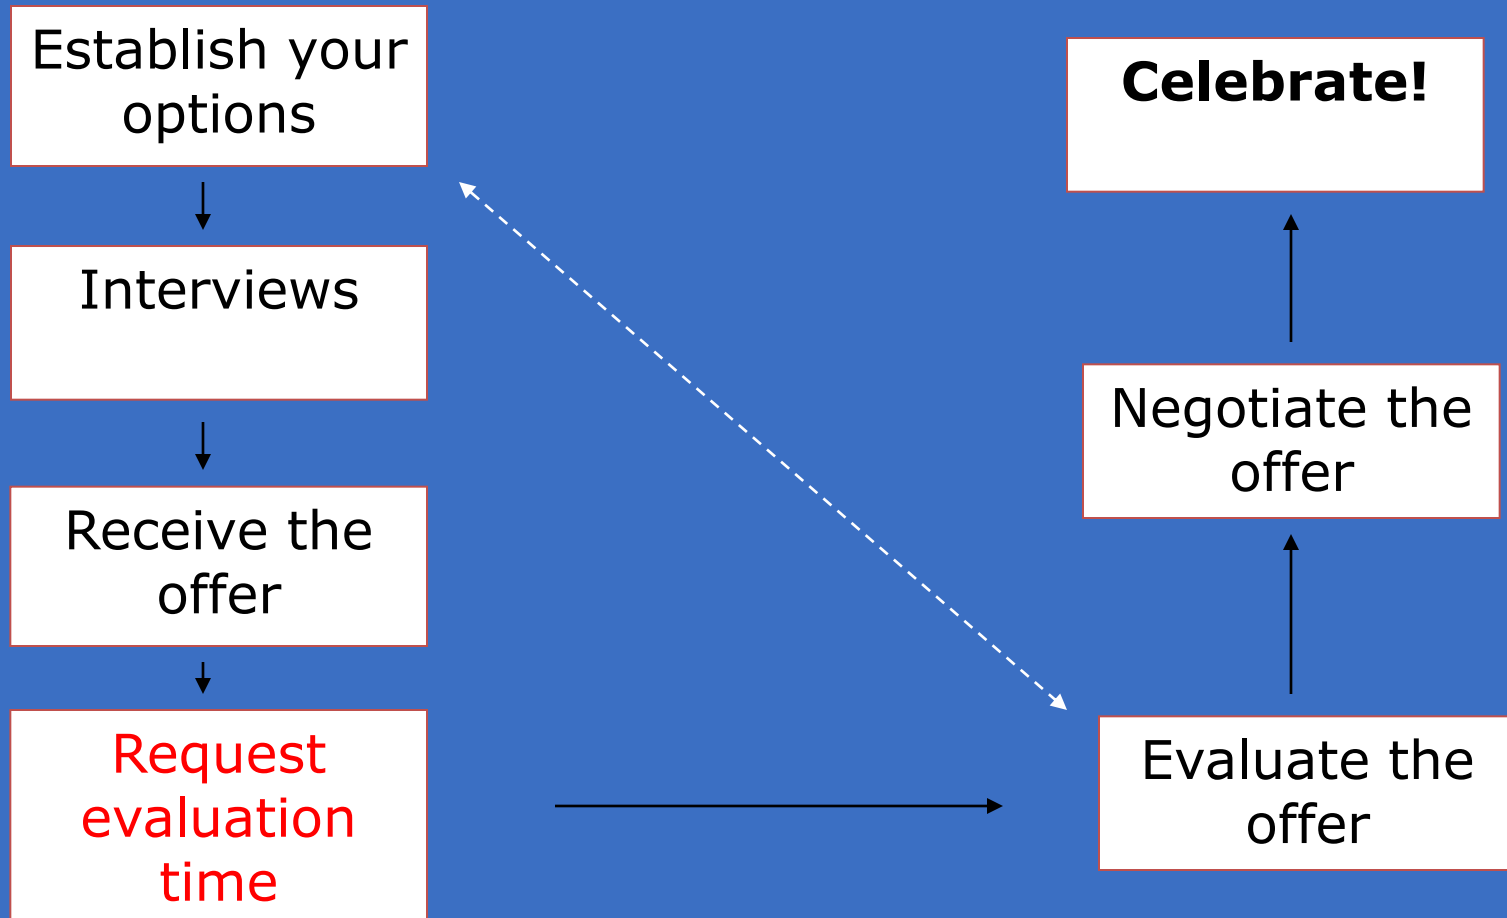 Establish your
options
Interviews
Receive the
offer
Request
evaluation
time
Evaluate the
offer
Negotiate the
offer
Celebrate!